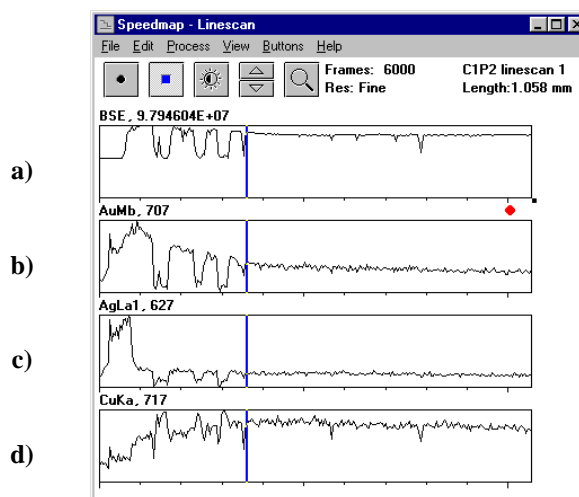 Speedmap - Linescan
File Edit Process View Buttons Help
Frames: 6000 C1P2 linescan 1
Res: Fine Length:1.058 mm
BSE, 9.794604E+07
a)
AuMb, 707
b)
AgLa1, 627
c)
CuKa, 717
d)